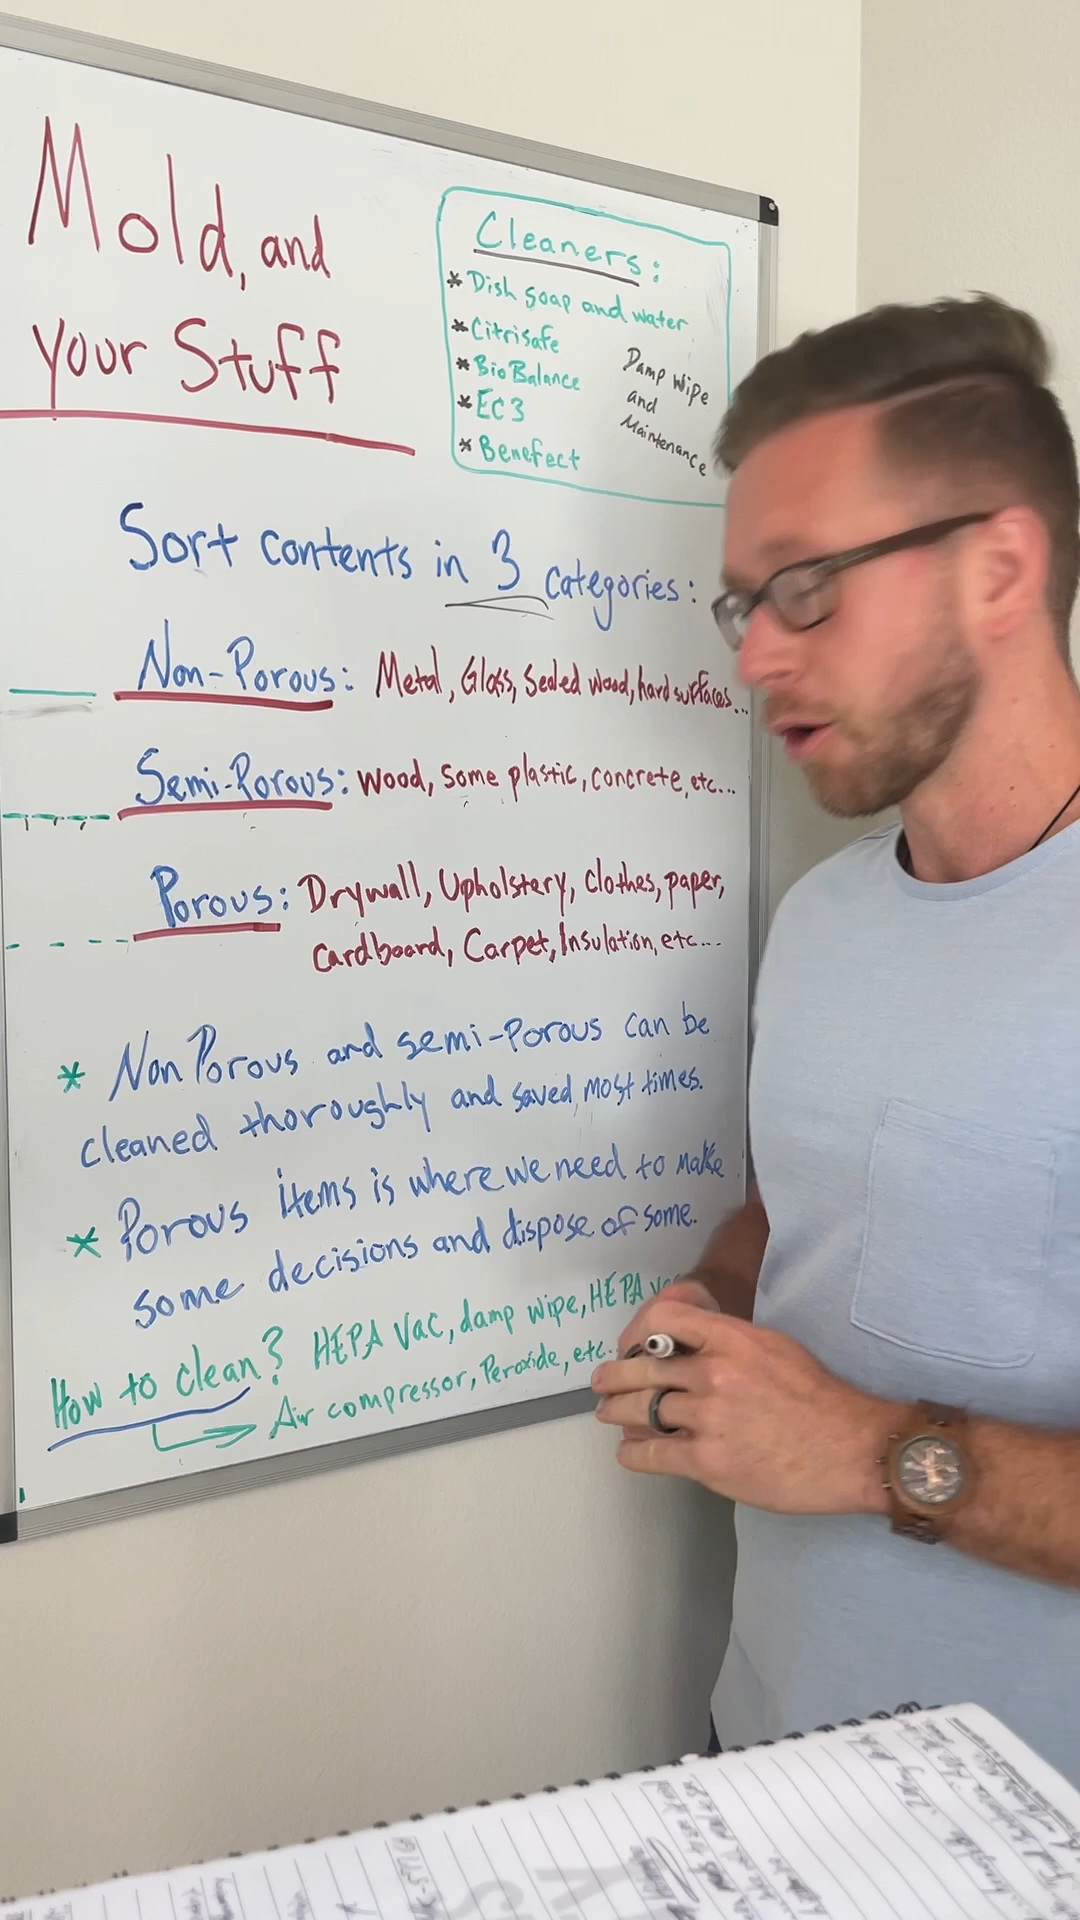 Mold, and
your Stuff
Cleaners:
* Dish soap and water
* Citrisafe
* BioBalance
* EC3
* Benefect
Damp wipe
and
Maintenance
Sort contents in 3 categories:
Non-Porous: Metal, Glass, Sealed wood, hard surfaces...
Semi-Porous: wood, some plastic, concrete, etc...
Porous: Drywall, Upholstery, Clothes, paper,
cardboard, Carpet, Insulation, etc...
* Non Porous and semi-Porous can be
cleaned thoroughly and saved, most times.
* Porous items is where we need to make
some decisions and dispose of some.
How to clean? HEPA Vac, damp wipe, HEPA
Air compressor, Peroxide, etc..